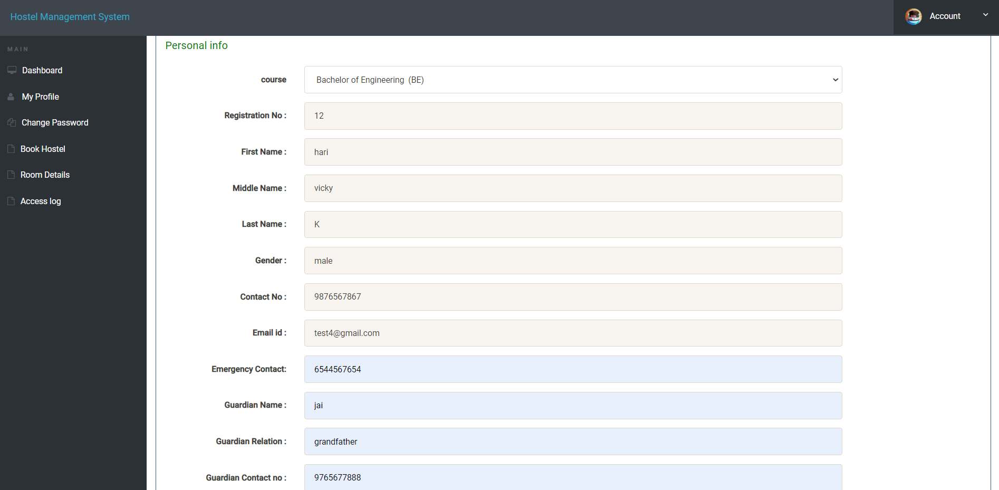 Hostel Management System
Account
MAIN
Dashboard
My Profile
Change Password
Book Hostel
Room Details
Access log
Personal info
course
Bachelor of Engineering (BE)
Registration No :
12
First Name :
hari
Middle Name :
vicky
Last Name :
K
Gender :
male
Contact No :
9876567867
Email id :
test4@gmail.com
Emergency Contact:
6544567654
Guardian Name :
jai
Guardian Relation :
grandfather
Guardian Contact no :
9765677888